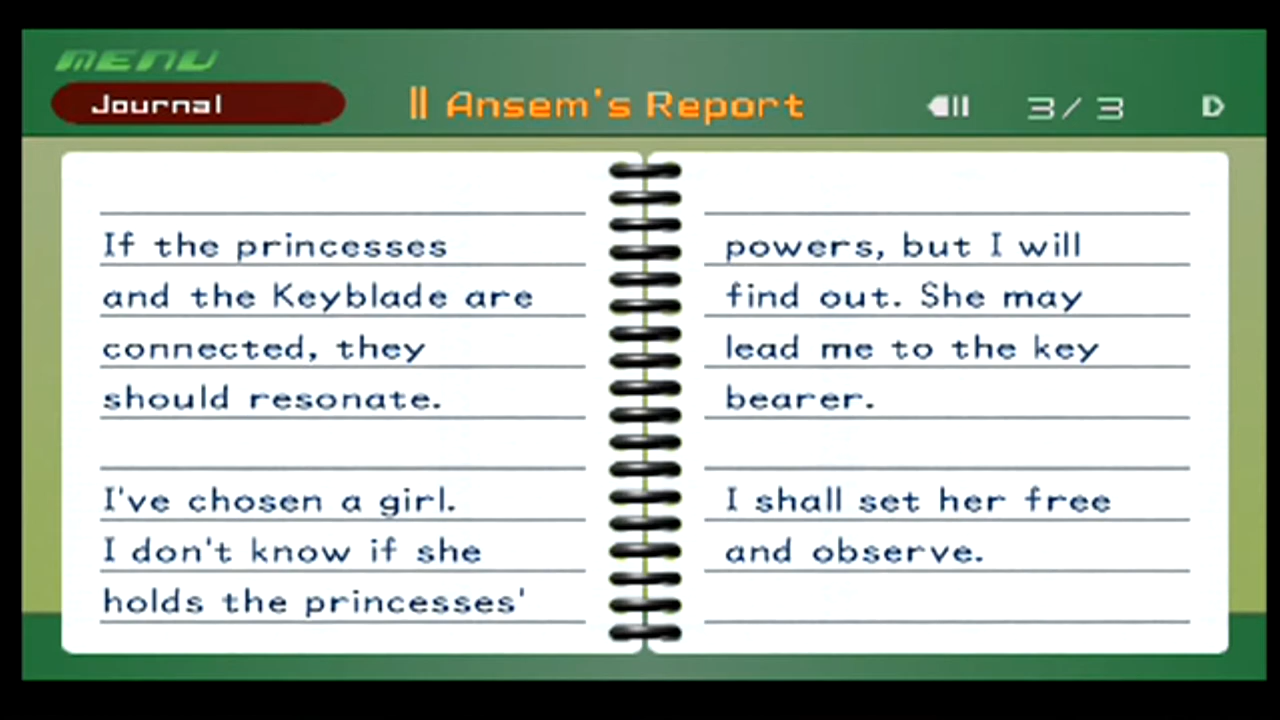 MENU
Journal
Ansem's Report
3/3
If the princesses
and the Keyblade are
connected, they
should resonate.
I've chosen a girl.
I don't know if she
holds the princesses'
powers, but I will
find out. She may
lead me to the key
bearer.
I shall set her free
and observe.